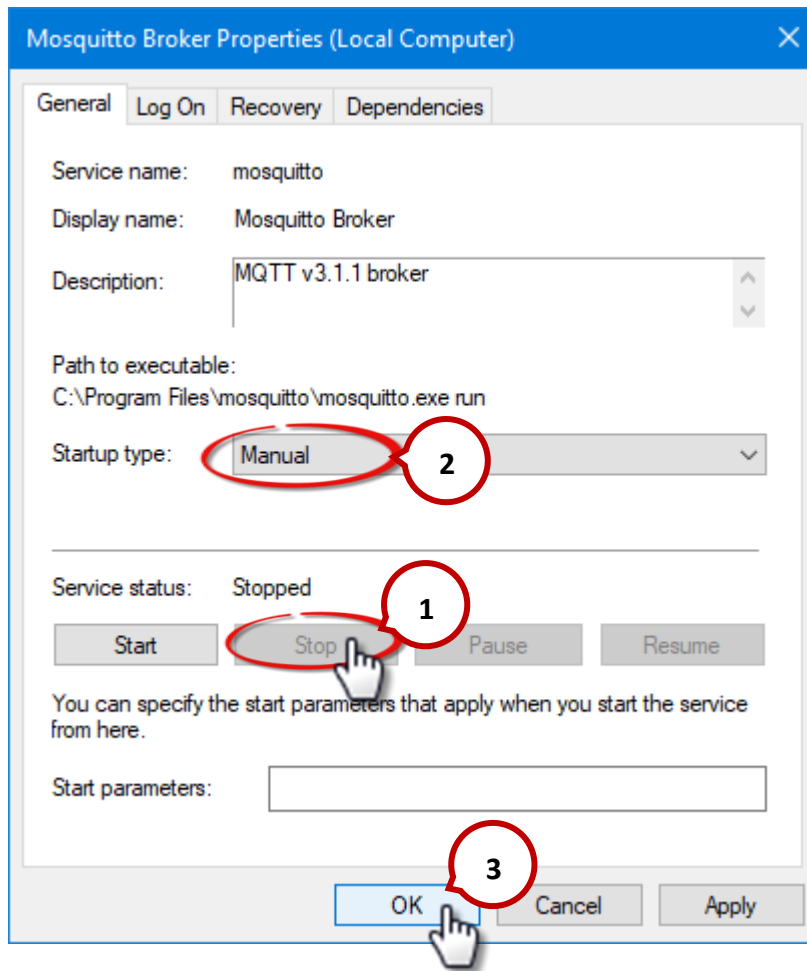 Mosquitto Broker Properties (Local Computer)
General Log On Recovery Dependencies
Service name: mosquitto
Display name: Mosquitto Broker
Description: MQTT v3.1.1 broker
Path to executable:
C:\Program Files\mosquitto\mosquitto.exe run
Startup type: Manual 2
Service status: Stopped 1
Start Stop Pause Resume
You can specify the start parameters that apply when you start the service
from here.
Start parameters:
3
OK Cancel Apply